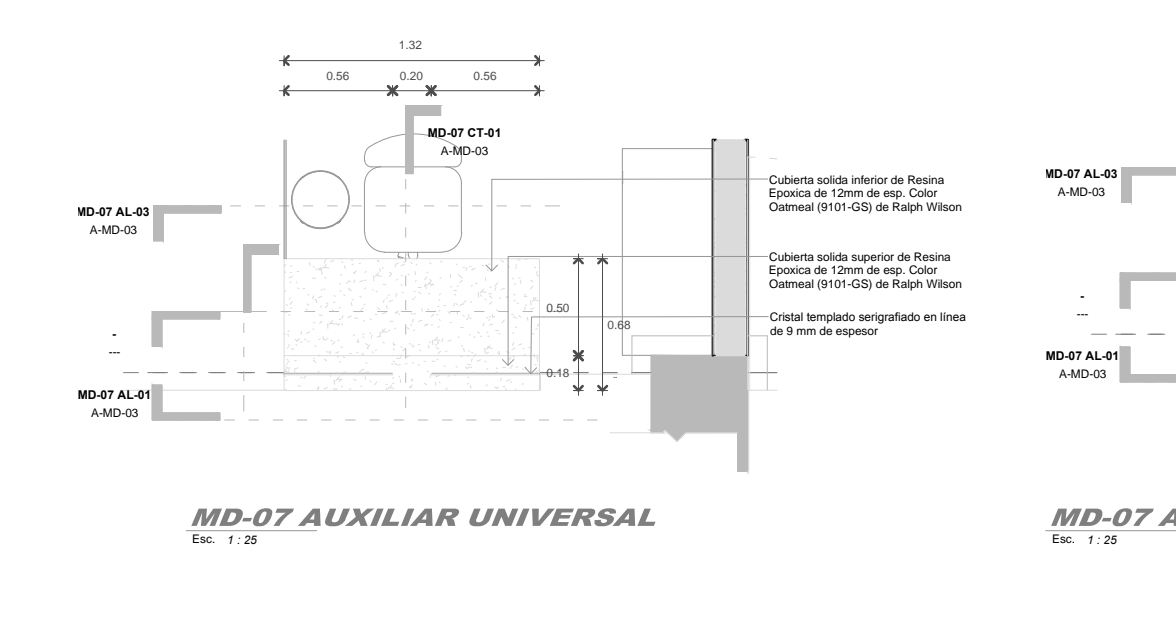 1.32
0.56 0.20 0.56
MD-07 CT-01
A-MD-03
Cubierta solida inferior de Resina
Epoxica de 12mm de esp. Color
Oatmeal (9101-GS) de Ralph Wilson
MD-07 AL-03
A-MD-03
Cubierta solida superior de Resina
Epoxica de 12mm de esp. Color
Oatmeal (9101-GS) de Ralph Wilson
Cristal templado serigrafiado en línea
de 9 mm de espesor
0.50
0.68
0.18
-
---
MD-07 AL-01
A-MD-03
MD-07 AUXILIAR UNIVERSAL
Esc. 1 : 25
MD-07 AL-03
A-MD-03
-
---
MD-07 AL-01
A-MD-03
MD-07 A
Esc. 1 : 25